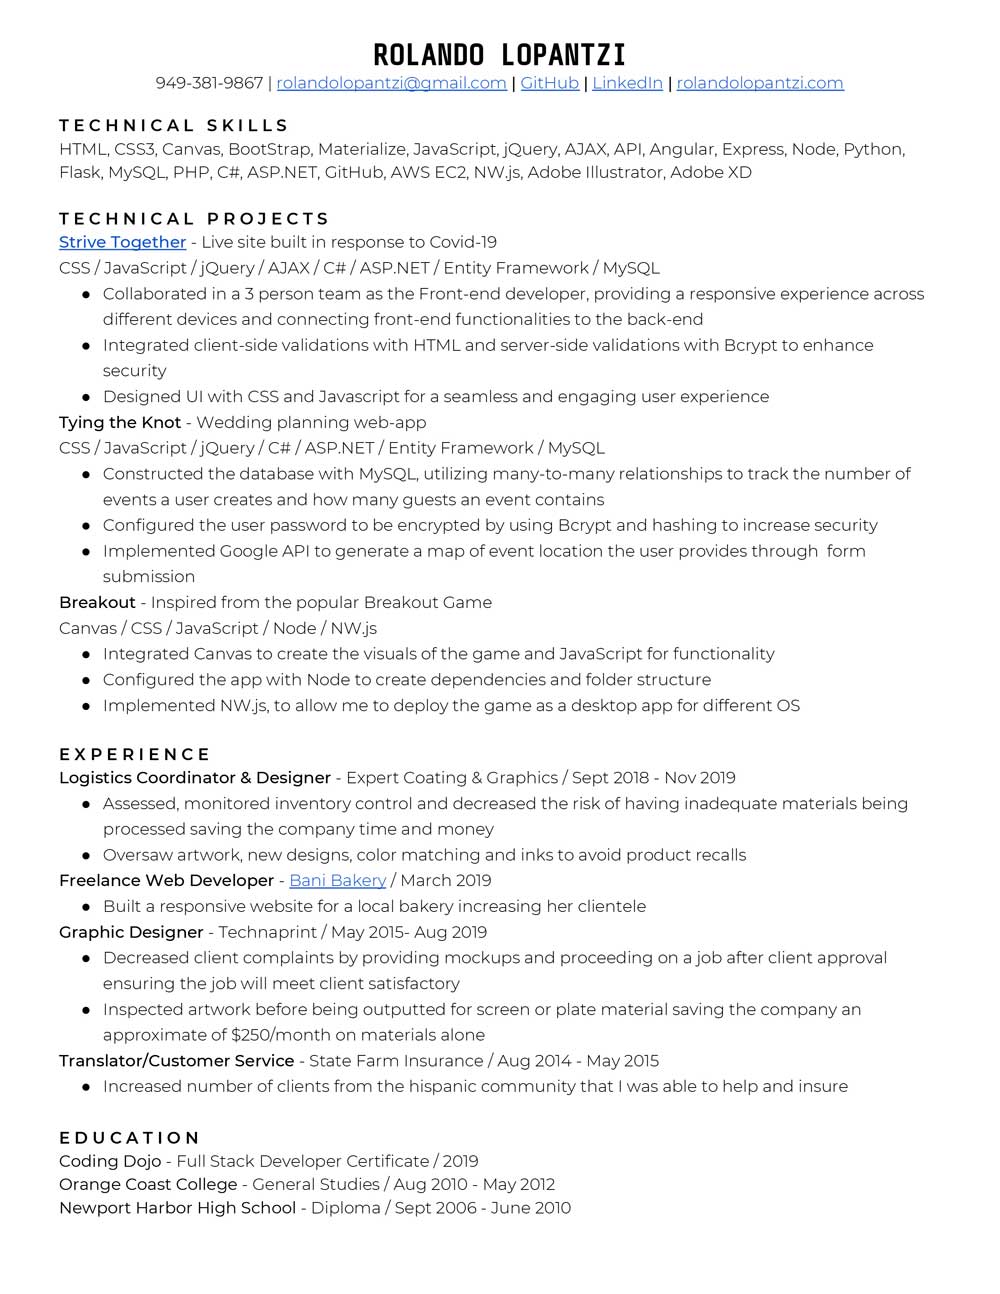 ROLANDO LOPANTZI
949-381-9867 | rolandolopantzi@gmail.com | GitHub | LinkedIn | rolandolopantzi.com
TECHNICAL SKILLS
HTML, CSS3, Canvas, BootStrap, Materialize, JavaScript, jQuery, AJAX, API, Angular, Express, Node, Python,
Flask, MySQL, PHP, C#, ASP.NET, GitHub, AWS EC2, NW.js, Adobe Illustrator, Adobe XD
TECHNICAL PROJECTS
Strive Together - Live site built in response to Covid-19
CSS / JavaScript / jQuery / AJAX / C# / ASP.NET / Entity Framework / MySQL
● Collaborated in a 3 person team as the Front-end developer, providing a responsive experience across
different devices and connecting front-end functionalities to the back-end
● Integrated client-side validations with HTML and server-side validations with Bcrypt to enhance
security
● Designed UI with CSS and Javascript for a seamless and engaging user experience
Tying the Knot - Wedding planning web-app
CSS / JavaScript / jQuery / C# / ASP.NET / Entity Framework / MySQL
● Constructed the database with MySQL, utilizing many-to-many relationships to track the number of
events a user creates and how many guests an event contains
● Configured the user password to be encrypted by using Bcrypt and hashing to increase security
● Implemented Google API to generate a map of event location the user provides through  form
submission
Breakout - Inspired from the popular Breakout Game
Canvas / CSS / JavaScript / Node / NW.js
● Integrated Canvas to create the visuals of the game and JavaScript for functionality
● Configured the app with Node to create dependencies and folder structure
● Implemented NW.js, to allow me to deploy the game as a desktop app for different OS
EXPERIENCE
Logistics Coordinator & Designer - Expert Coating & Graphics / Sept 2018 - Nov 2019
● Assessed, monitored inventory control and decreased the risk of having inadequate materials being
processed saving the company time and money
● Oversaw artwork, new designs, color matching and inks to avoid product recalls
Freelance Web Developer - Bani Bakery / March 2019
● Built a responsive website for a local bakery increasing her clientele
Graphic Designer - Technaprint / May 2015- Aug 2019
● Decreased client complaints by providing mockups and proceeding on a job after client approval
ensuring the job will meet client satisfactory
● Inspected artwork before being outputted for screen or plate material saving the company an
approximate of $250/month on materials alone
Translator/Customer Service - State Farm Insurance / Aug 2014 - May 2015
● Increased number of clients from the hispanic community that I was able to help and insure
EDUCATION
Coding Dojo - Full Stack Developer Certificate / 2019
Orange Coast College - General Studies / Aug 2010 - May 2012
Newport Harbor High School - Diploma / Sept 2006 - June 2010